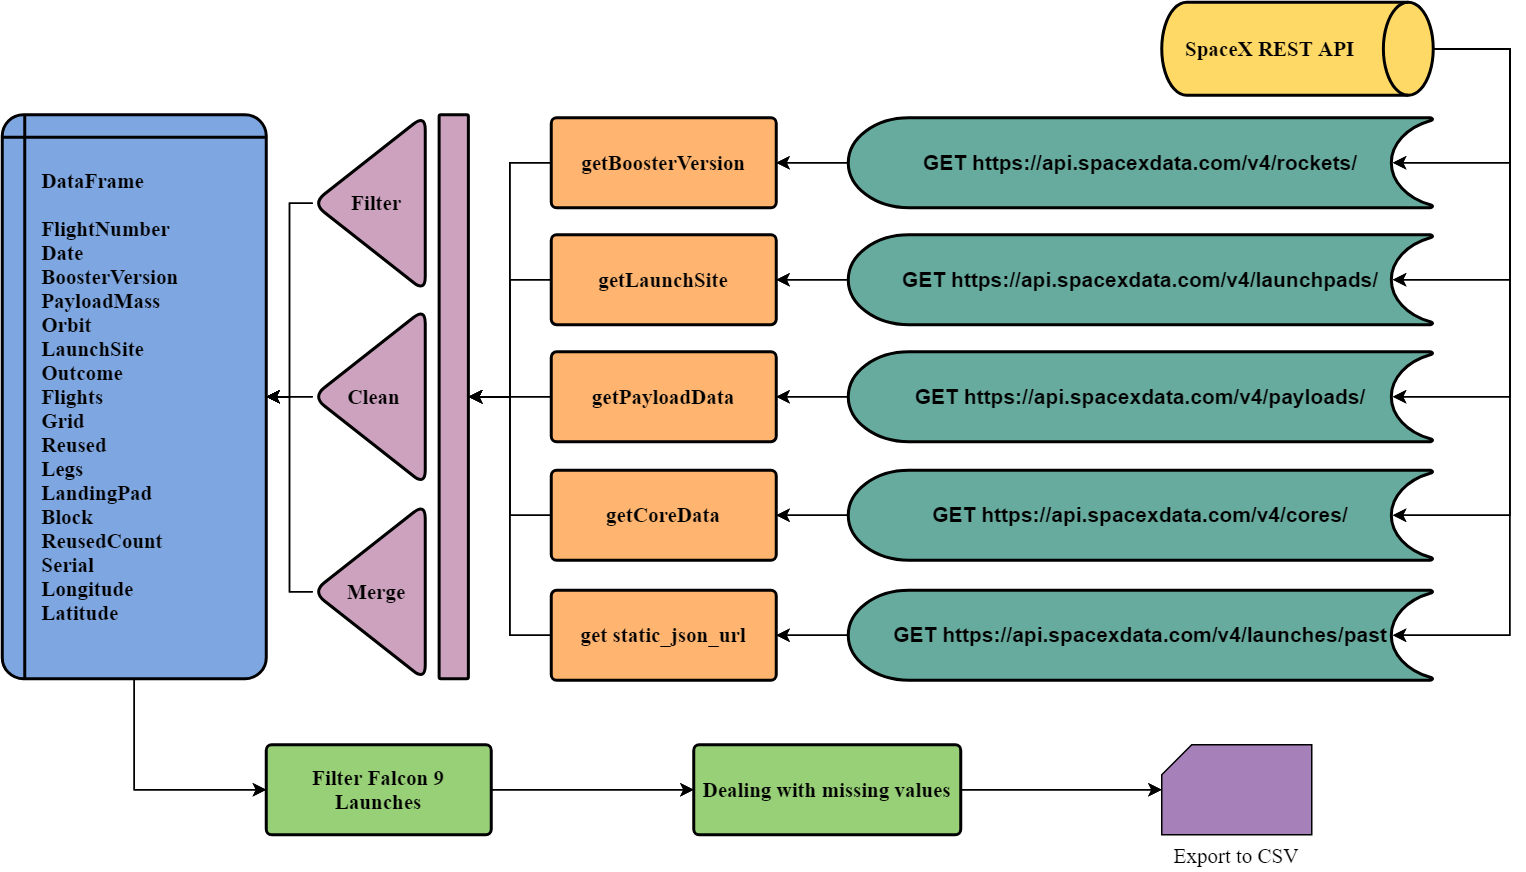 SpaceX REST API
GET https://api.spacexdata.com/v4/rockets/
getBoosterVersion
GET https://api.spacexdata.com/v4/launchpads/
getLaunchSite
GET https://api.spacexdata.com/v4/payloads/
getPayloadData
GET https://api.spacexdata.com/v4/cores/
getCoreData
GET https://api.spacexdata.com/v4/launches/past
get static_json_url
Filter
Clean
Merge
DataFrame
FlightNumber
Date
BoosterVersion
PayloadMass
Orbit
LaunchSite
Outcome
Flights
Grid
Reused
Legs
LandingPad
Block
ReusedCount
Serial
Longitude
Latitude
Filter Falcon 9
Launches
Dealing with missing values
Export to CSV